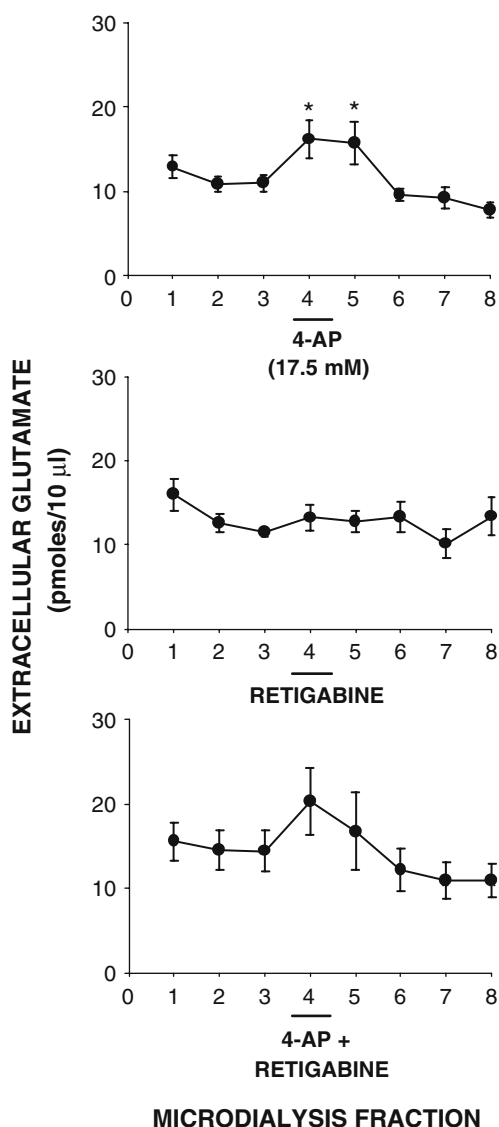 EXTRACELLULAR GLUTAMATE
(pmoles/10 μl)
30
20
* *
10
0
0 1 2 3 4 5 6 7 8
4-AP
(17.5 mM)
30
20
10
0
0 1 2 3 4 5 6 7 8
RETIGABINE
30
20
10
0
0 1 2 3 4 5 6 7 8
4-AP +
RETIGABINE
MICRODIALYSIS FRACTION